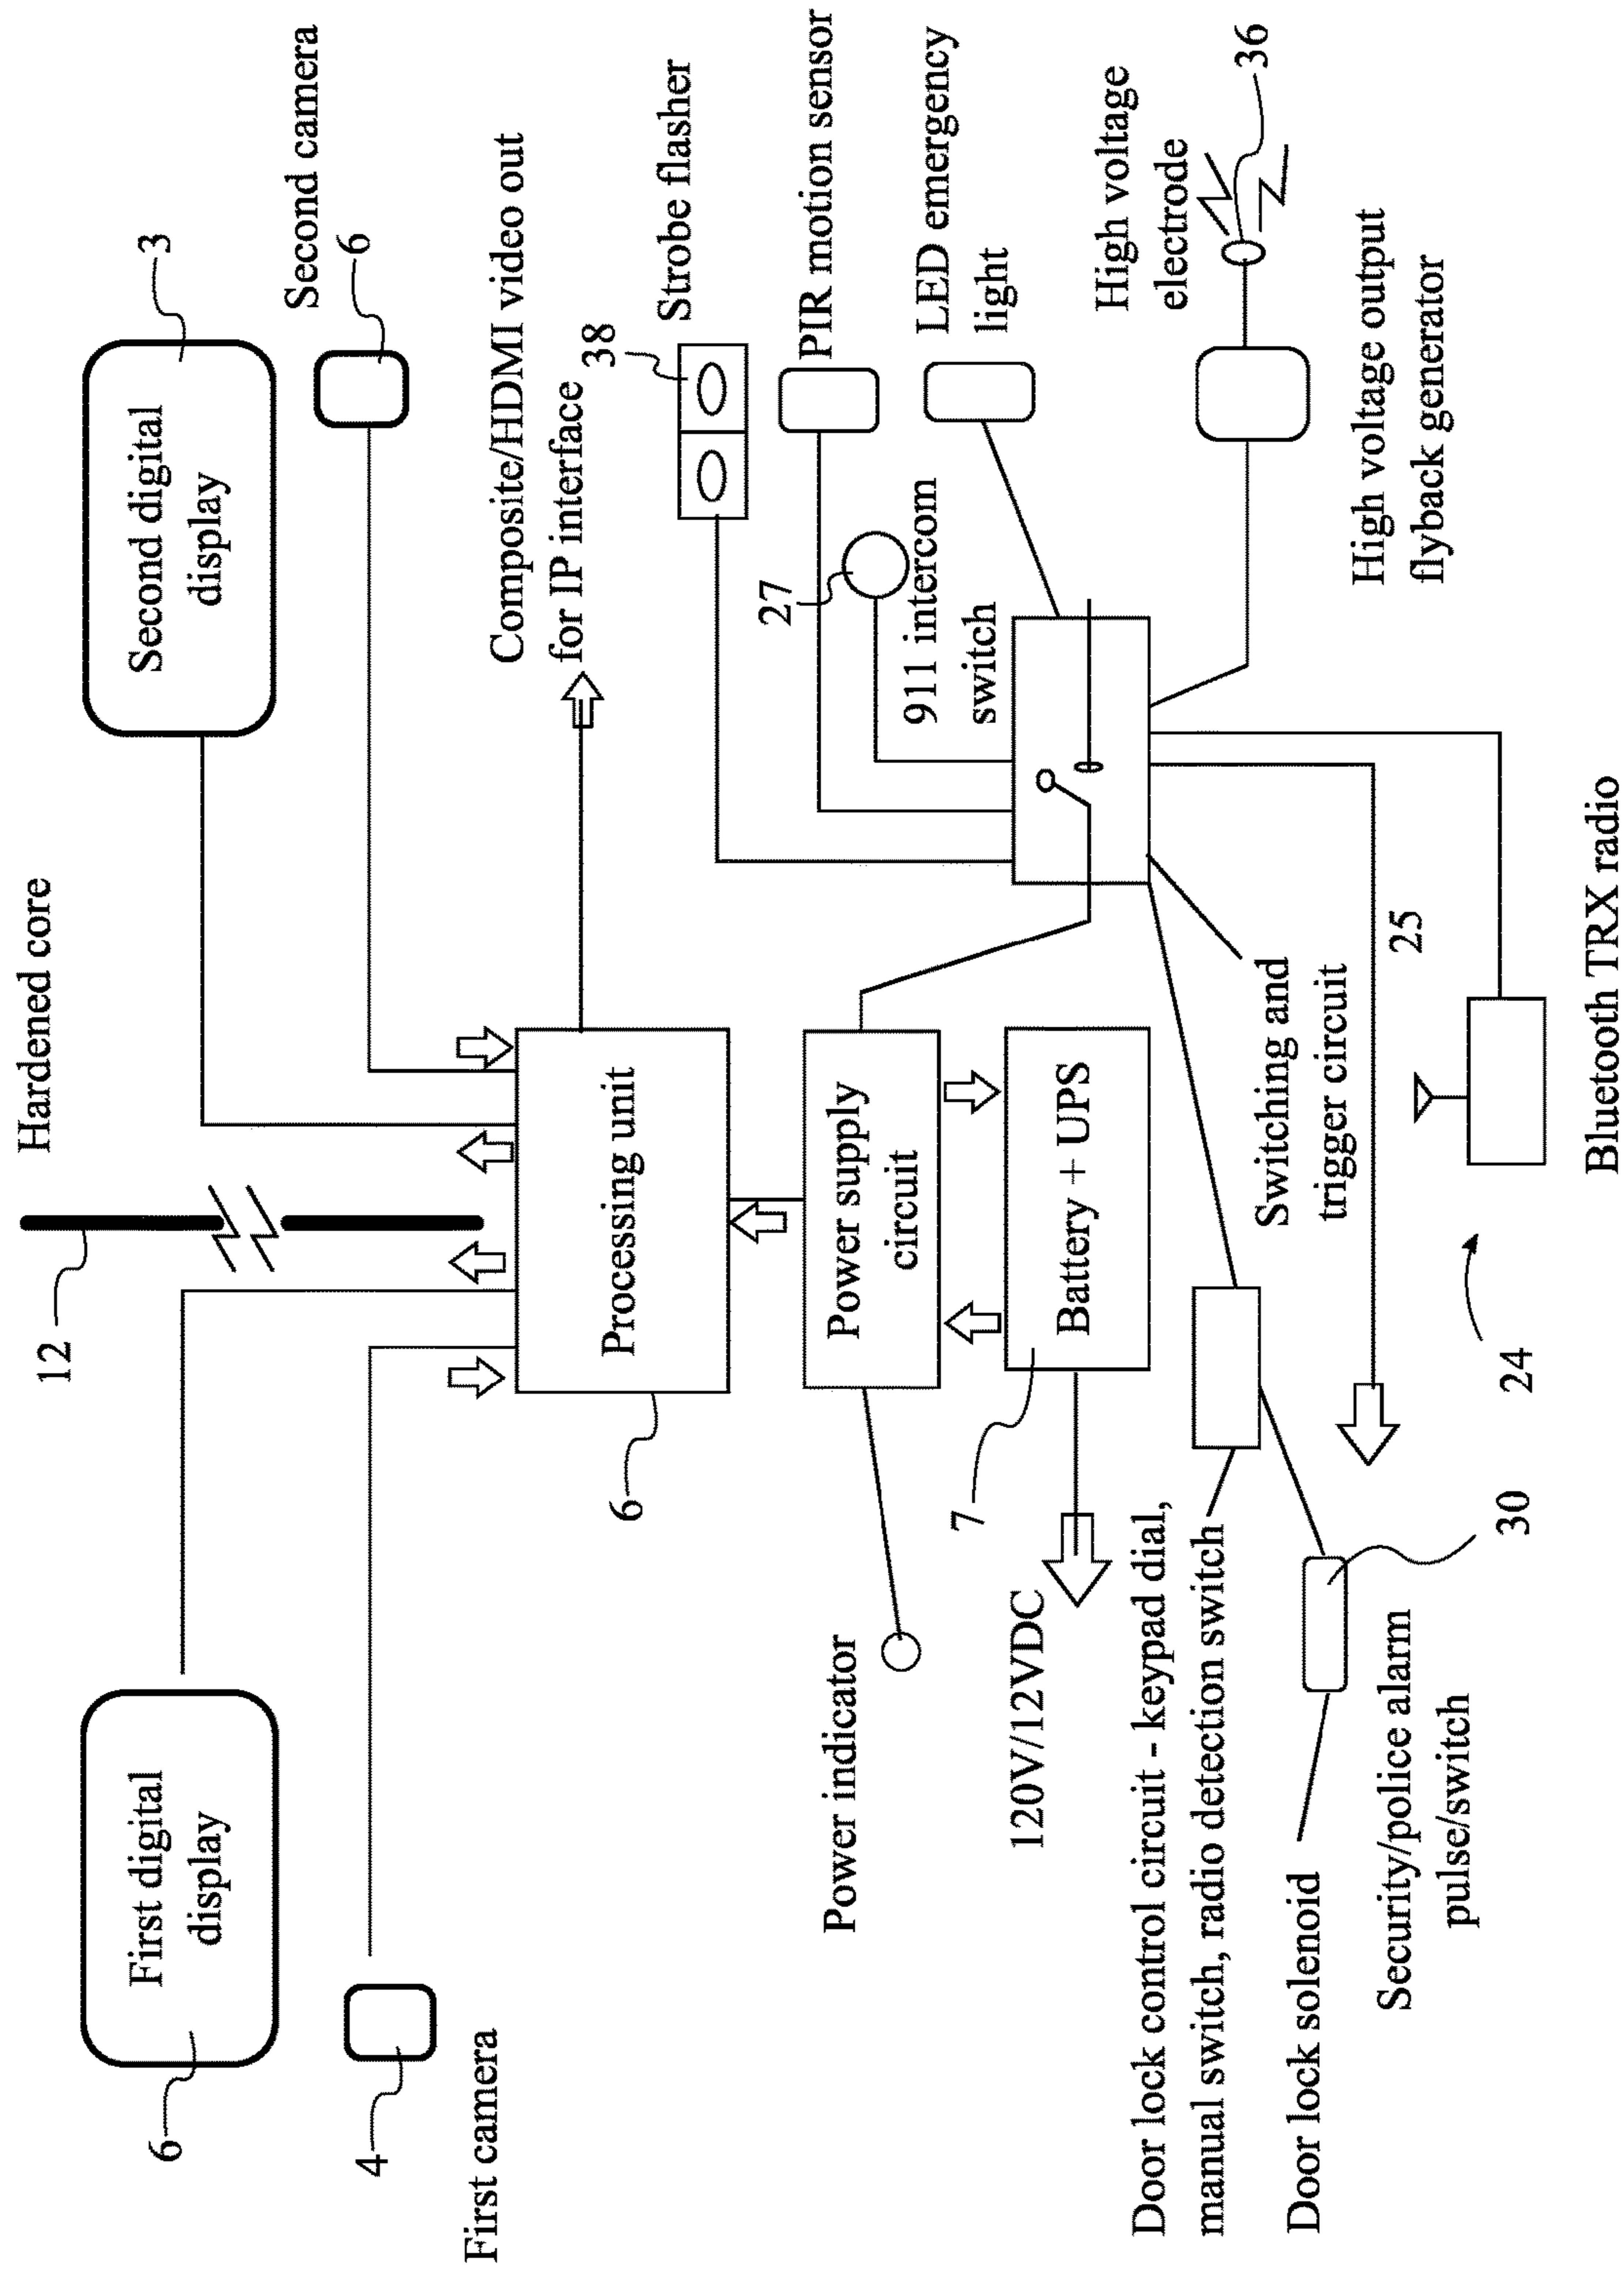 Hardened core
12
First digital
display
6
Second digital
display
3
4
First camera
Second camera
6
Composite/HDMI video out
for IP interface
Processing unit
6
38
Strobe flasher
PIR motion sensor
27
911 intercom
switch
LED emergency
light
Power indicator
Power supply
circuit
7
Battery + UPS
120V/12VDC
High voltage
electrode
36
High voltage output
flyback generator
Door lock control circuit - keypad dial,
manual switch, radio detection switch
Switching and
trigger circuit
25
Door lock solenoid
30
Security/police alarm
pulse/switch
24
Bluetooth TRX radio